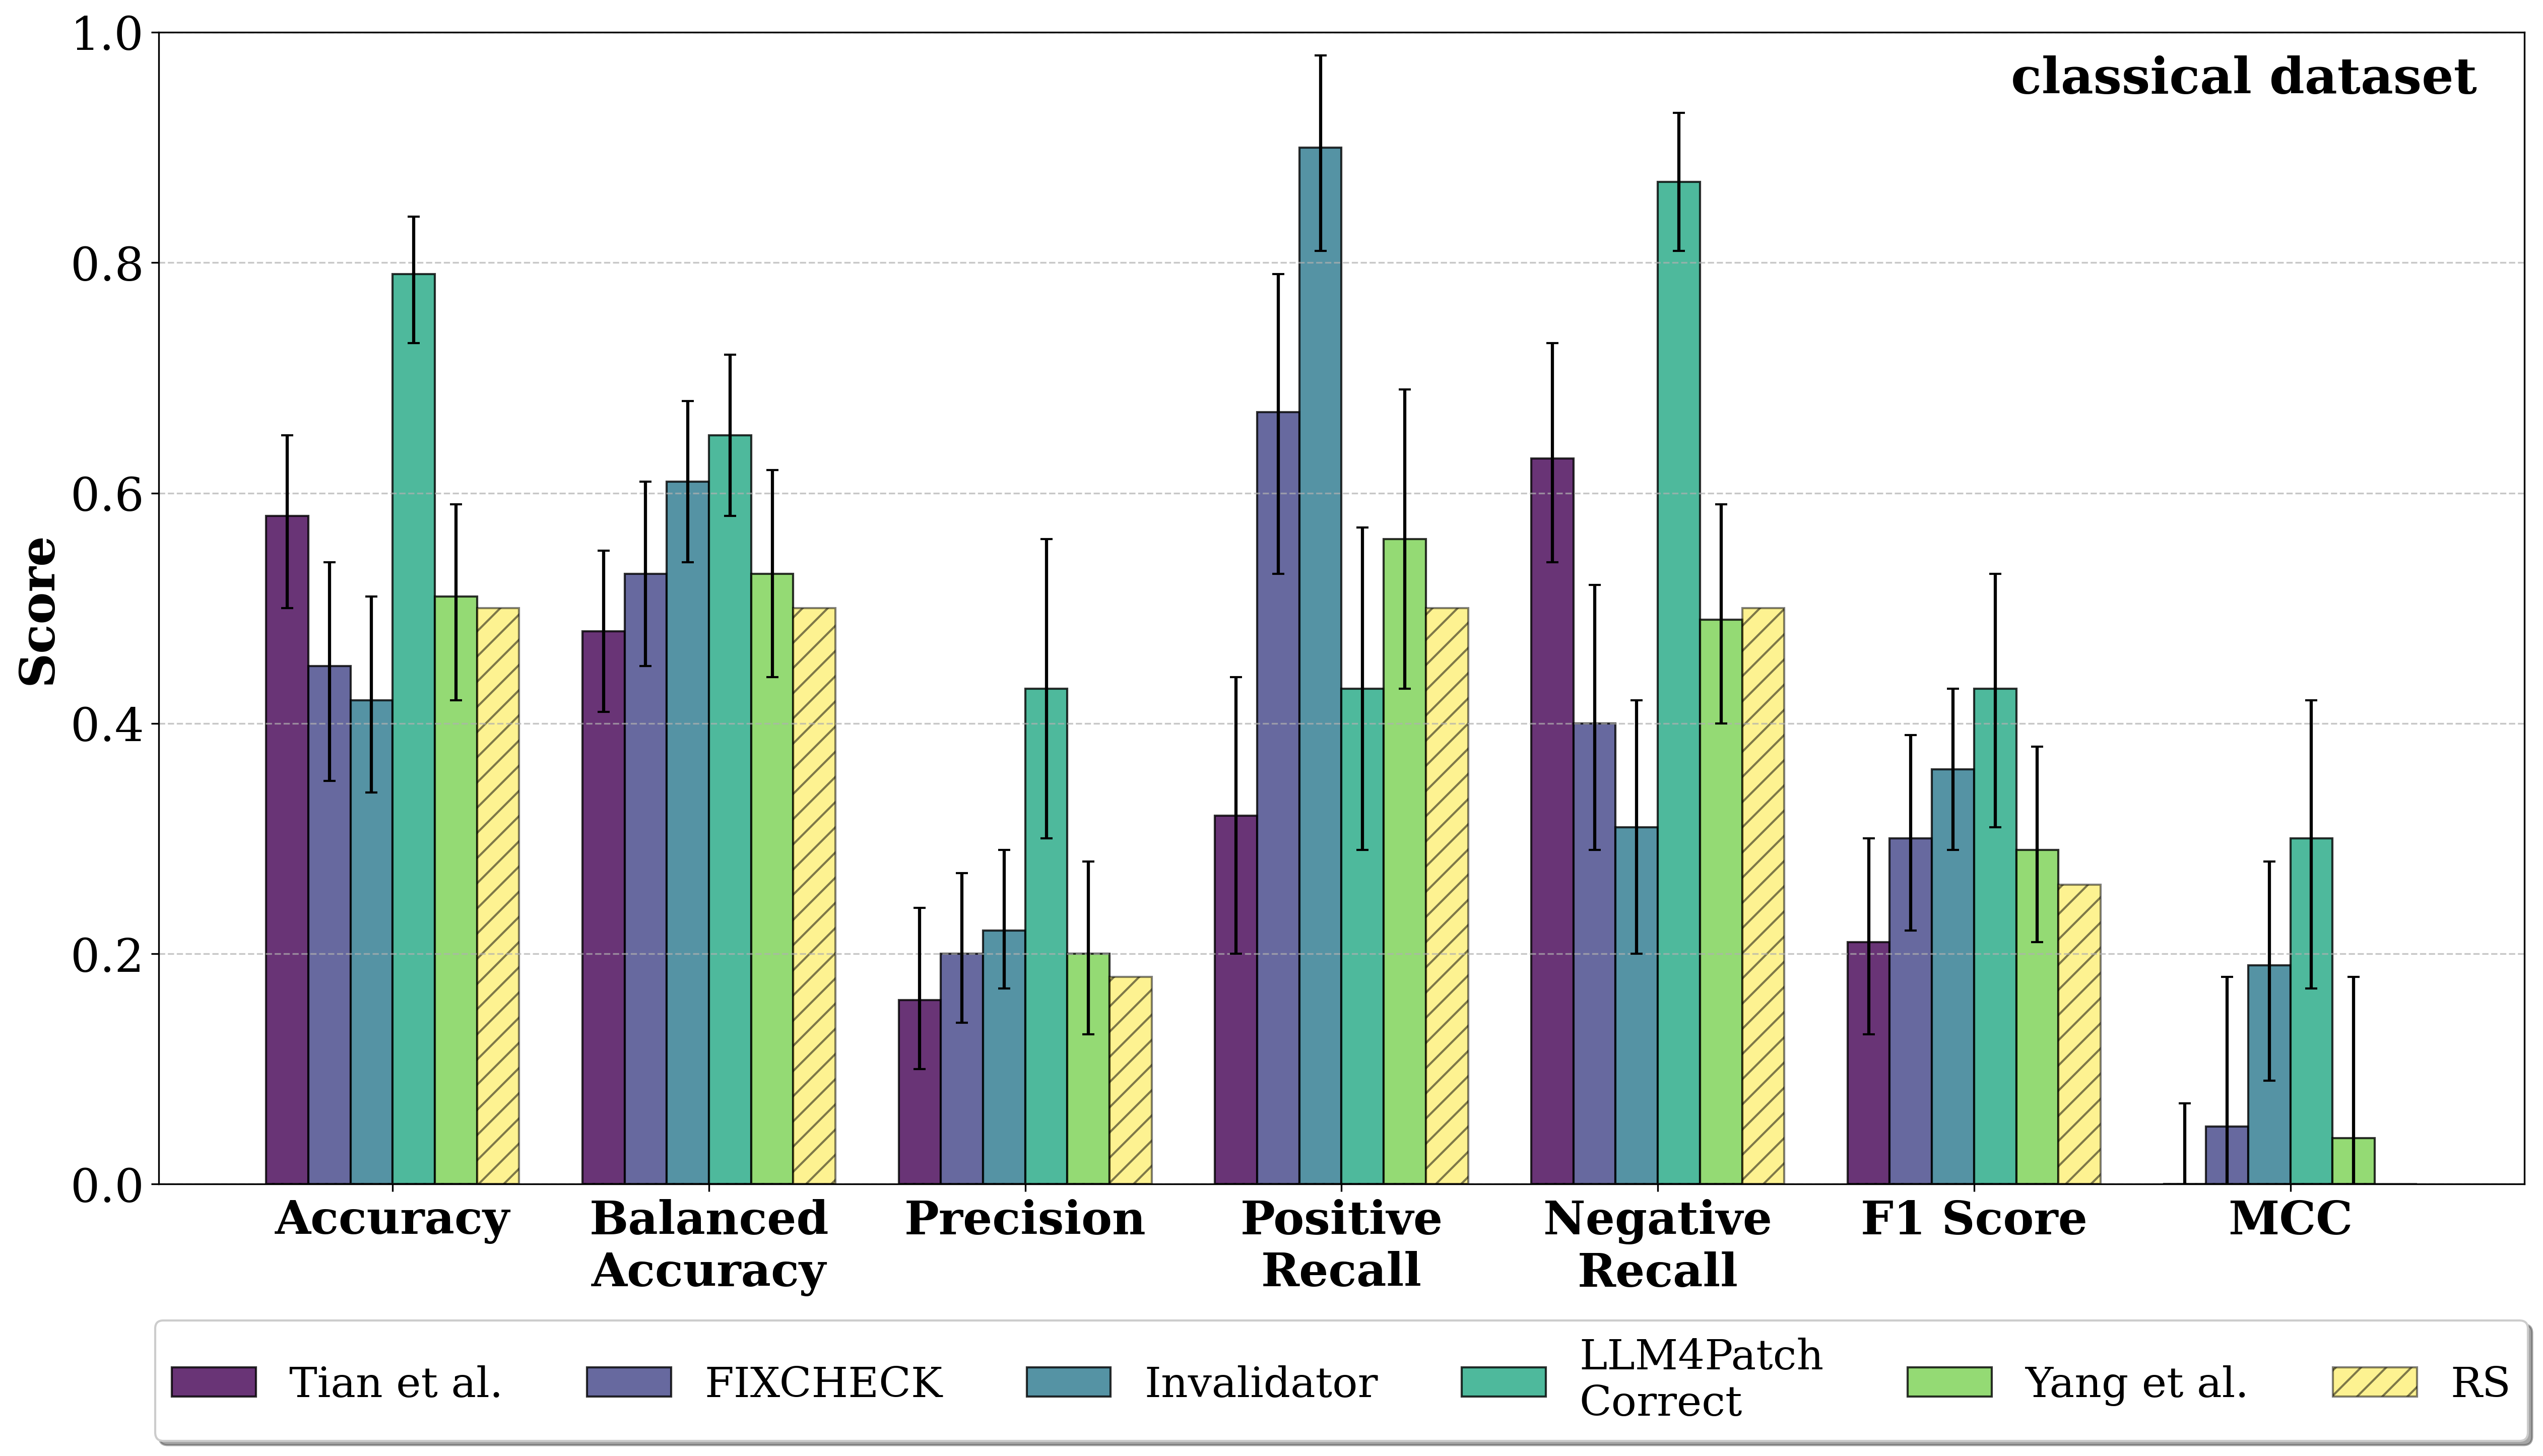 classical dataset
Score
1.0
0.8
0.6
0.4
0.2
0.0
Accuracy
Balanced
Accuracy
Precision
Positive
Recall
Negative
Recall
F1 Score
MCC
Tian et al.
FIXCHECK
Invalidator
LLM4Patch
Correct
Yang et al.
RS